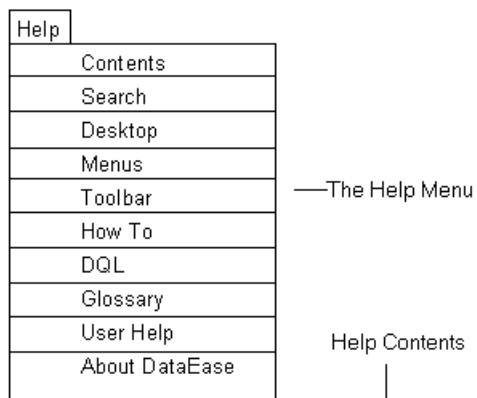 Help
Contents
Search
Desktop
Menus
Toolbar
The Help Menu
How To
DQL
Glossary
User Help
Help Contents
About DataEase